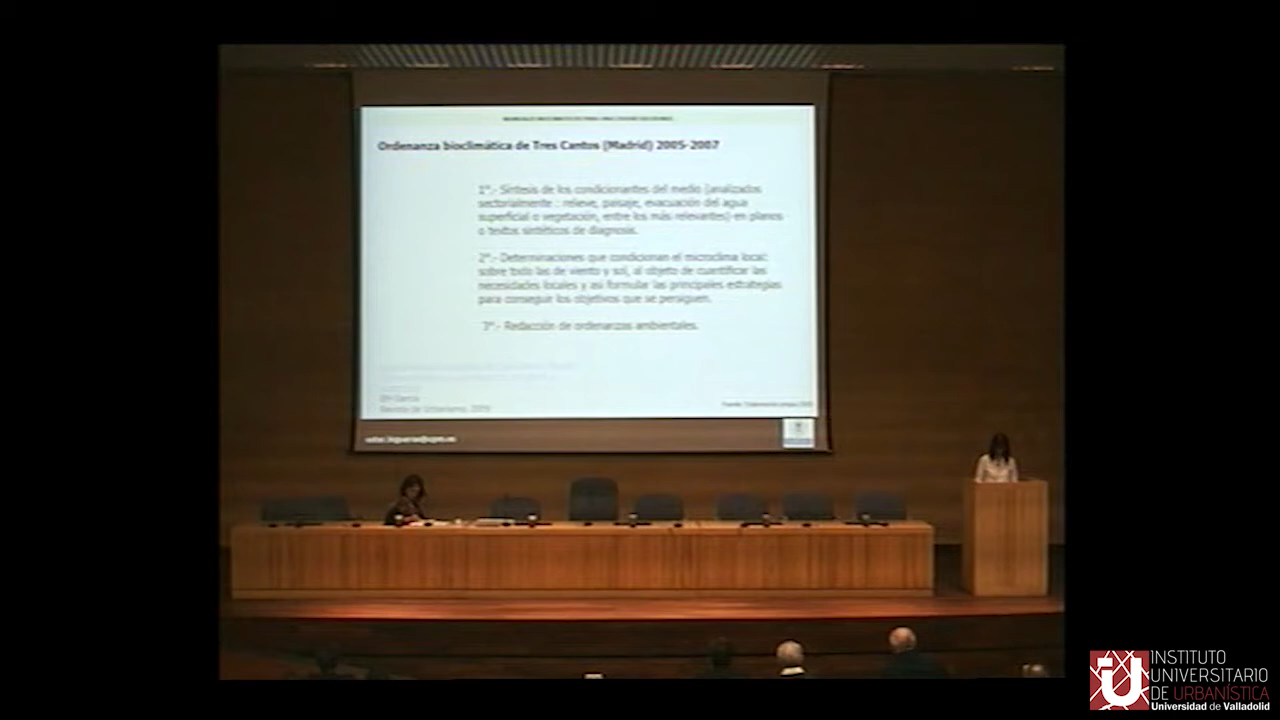 Ordenanza bioclimática de Tres Cantos (Madrid) 2005-2007
1º.- Síntesis de los condicionantes del medio (analizados
sectorialmente : relieve, paisaje, evacuación del agua
superficial o vegetación, entre los más relevantes) en planos
o textos sintéticos de diagnosis.
2º.- Determinaciones que condicionan el microclima local:
sobre todo las de viento y sol, al objeto de cuantificar las
necesidades locales y así formular las principales estrategias
para conseguir los objetivos que se persiguen.
3º.- Redacción de ordenanzas ambientales.
INSTITUTO
UNIVERSITARIO
DE URBANÍSTICA
Universidad de Valladolid